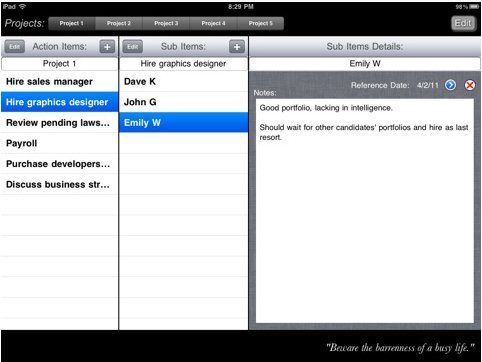 iPad 8:29 PM 98%
Projects: Project 1 Project 2 Project 3 Project 4 Project 5 Edit
Edit Action Items: + Edit Sub Items: + Sub Items Details:
Project 1 Hire graphics designer Emily W
Hire sales manager Dave K
Reference Date: 4/2/11
Notes:
Hire graphics designer John G
Good portfolio, lacking in intelligence.
Review pending laws... Emily W
Should wait for other candidates' portfolios and hire as last
resort.
Payroll
Purchase developers...
Discuss business str...
"Beware the barrenness of a busy life."